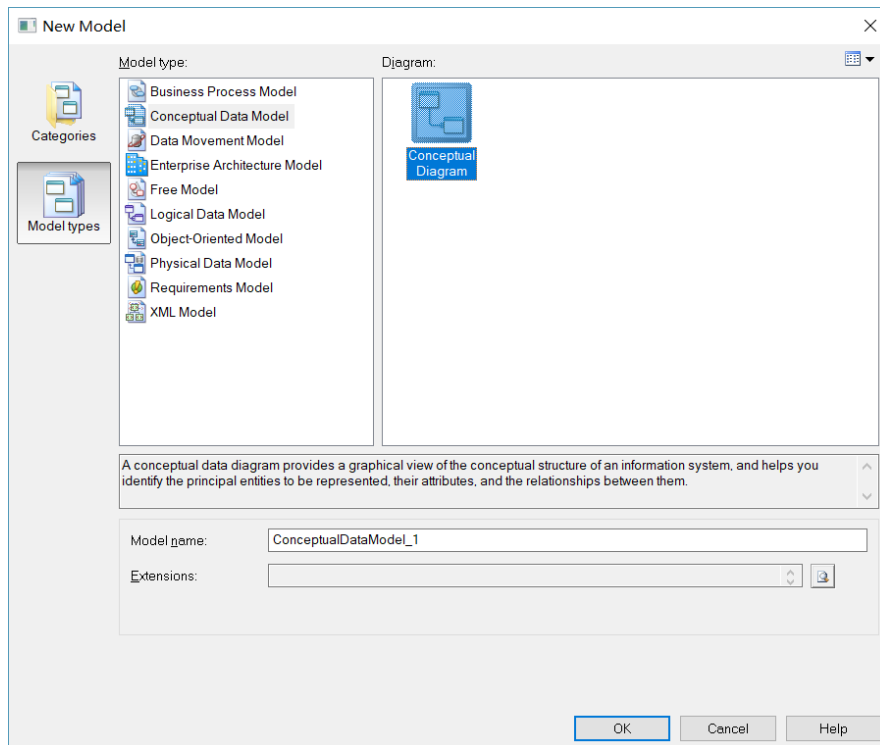 New Model
Model type:
Diagram:
Categories
Model types
Business Process Model
Conceptual Data Model
Data Movement Model
Enterprise Architecture Model
Free Model
Logical Data Model
Object-Oriented Model
Physical Data Model
Requirements Model
XML Model
Conceptual
Diagram
A conceptual data diagram provides a graphical view of the conceptual structure of an information system, and helps you
identify the principal entities to be represented, their attributes, and the relationships between them.
Model name:
ConceptualDataModel_1
Extensions:
OK
Cancel
Help